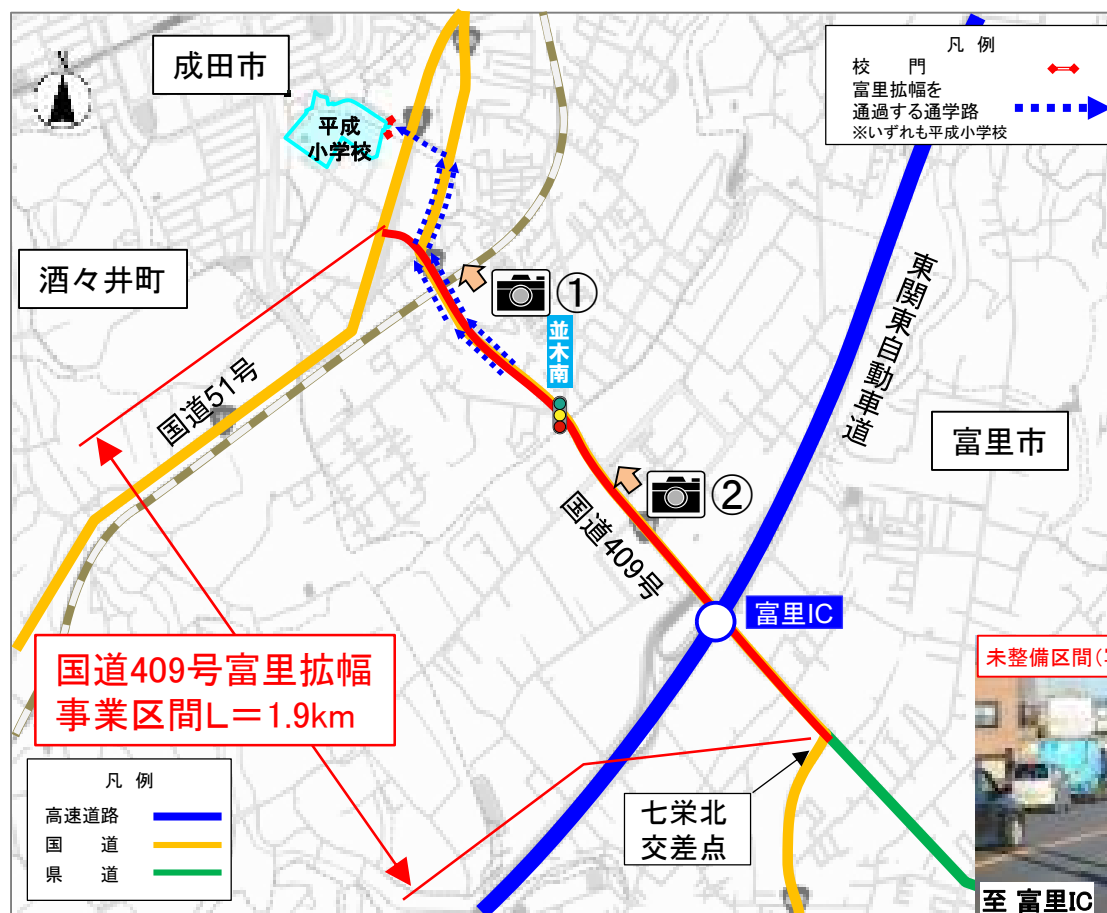 成田市
平成
小学校
凡 例
校 門
富里拡幅を
通過する通学路
※いずれも平成小学校
酒々井町
①
並木南
東関東自動車道
国道51号
富里市
②
国道409号
富里IC
国道409号富里拡幅
事業区間L=1.9km
未整備区間(
凡 例
高速道路
国 道
県 道
七栄北
交差点
至 富里IC